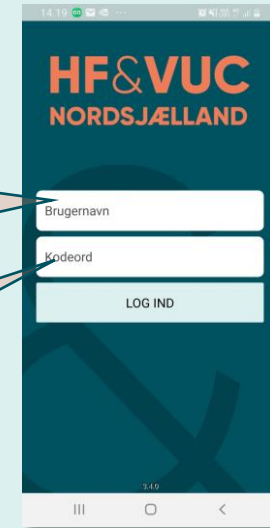 14.19
HF&VUC
NORDSJÆLLAND
Brugernavn
Kodeord
LOG IND
3.4.9